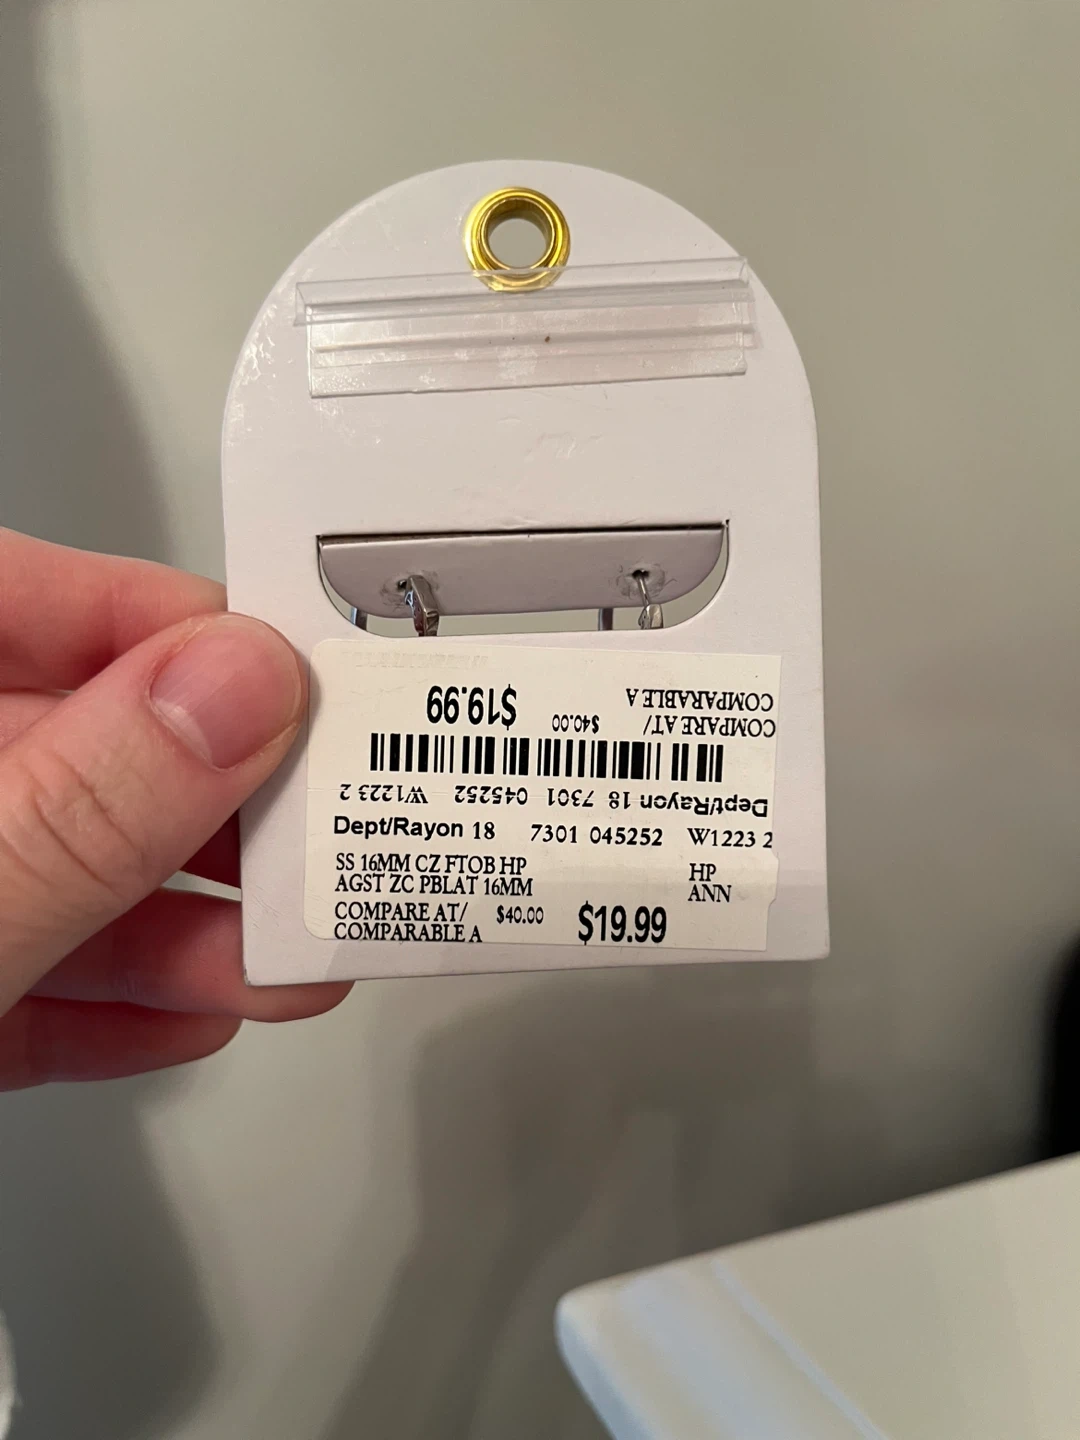 $19.99
$40.00
COMPARE AT/
COMPARABLE A
Dept/Rayon 18 7301 045252 W1223 2
Dept/Rayon 18 7301 045252 W1223 2
SS 16MM CZ FTOB HP HP
AGST ZC PBLAT 16MM ANN
COMPARE AT/ $40.00 $19.99
COMPARABLE A